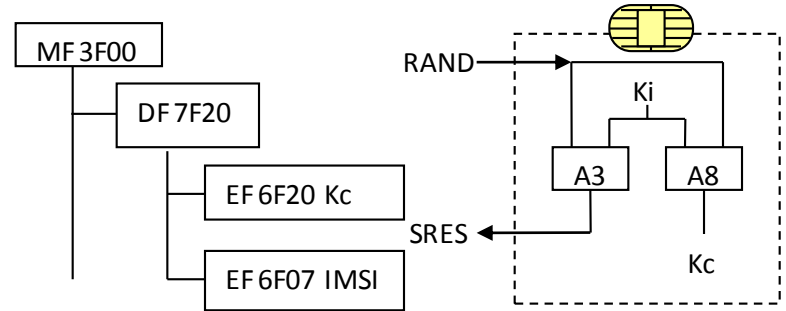 MF 3F00
DF 7F20
EF 6F20 Kc
EF 6F07 IMSI
RAND
Ki
A3
A8
SRES
Kc